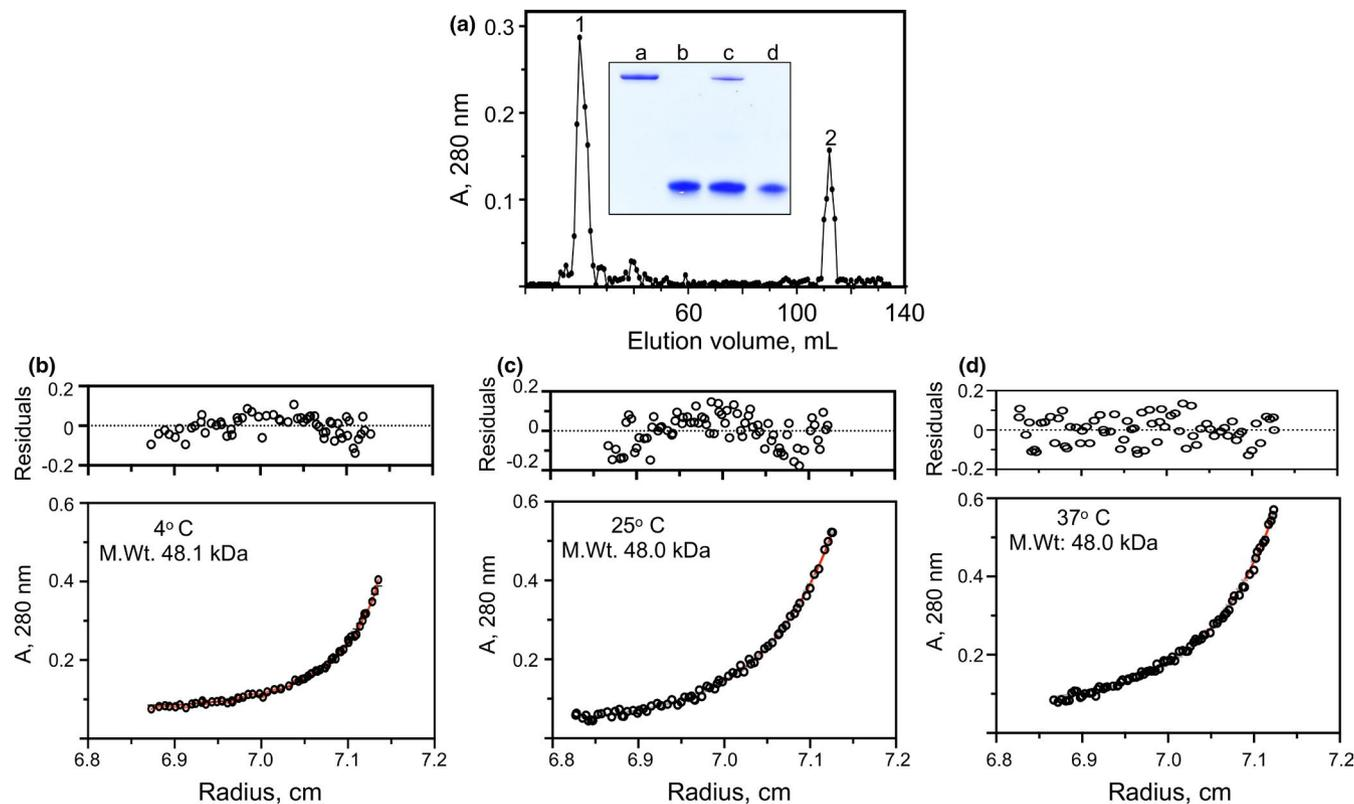 (a)
A, 280 nm
0.3
0.2
0.1
1
2
a b c d
60 100 140
Elution volume, mL
(b)
Residuals
0.2
0
-0.2
A, 280 nm
0.6
0.4
0.2
4o C
M.Wt. 48.1 kDa
6.8 6.9 7.0 7.1 7.2
Radius, cm
(c)
Residuals
0.2
0
-0.2
A, 280 nm
0.6
0.4
0.2
25o C
M.Wt. 48.0 kDa
6.8 6.9 7.0 7.1 7.2
Radius, cm
(d)
Residuals
0.2
0
-0.2
A, 280 nm
0.6
0.4
0.2
37o C
M.Wt: 48.0 kDa
6.8 6.9 7.0 7.1 7.2
Radius, cm